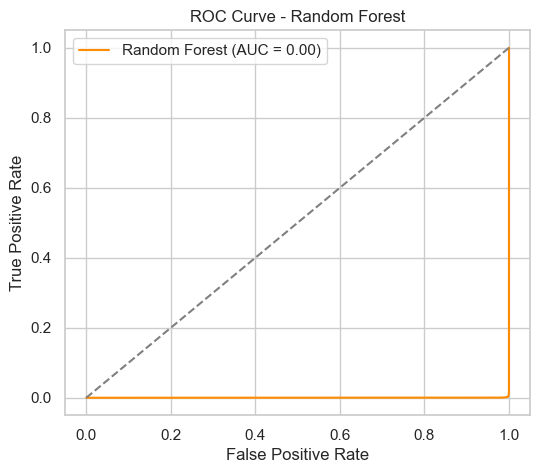 ROC Curve - Random Forest
Random Forest (AUC = 0.00)
True Positive Rate
1.0
0.8
0.6
0.4
0.2
0.0
0.0 0.2 0.4 0.6 0.8 1.0
False Positive Rate